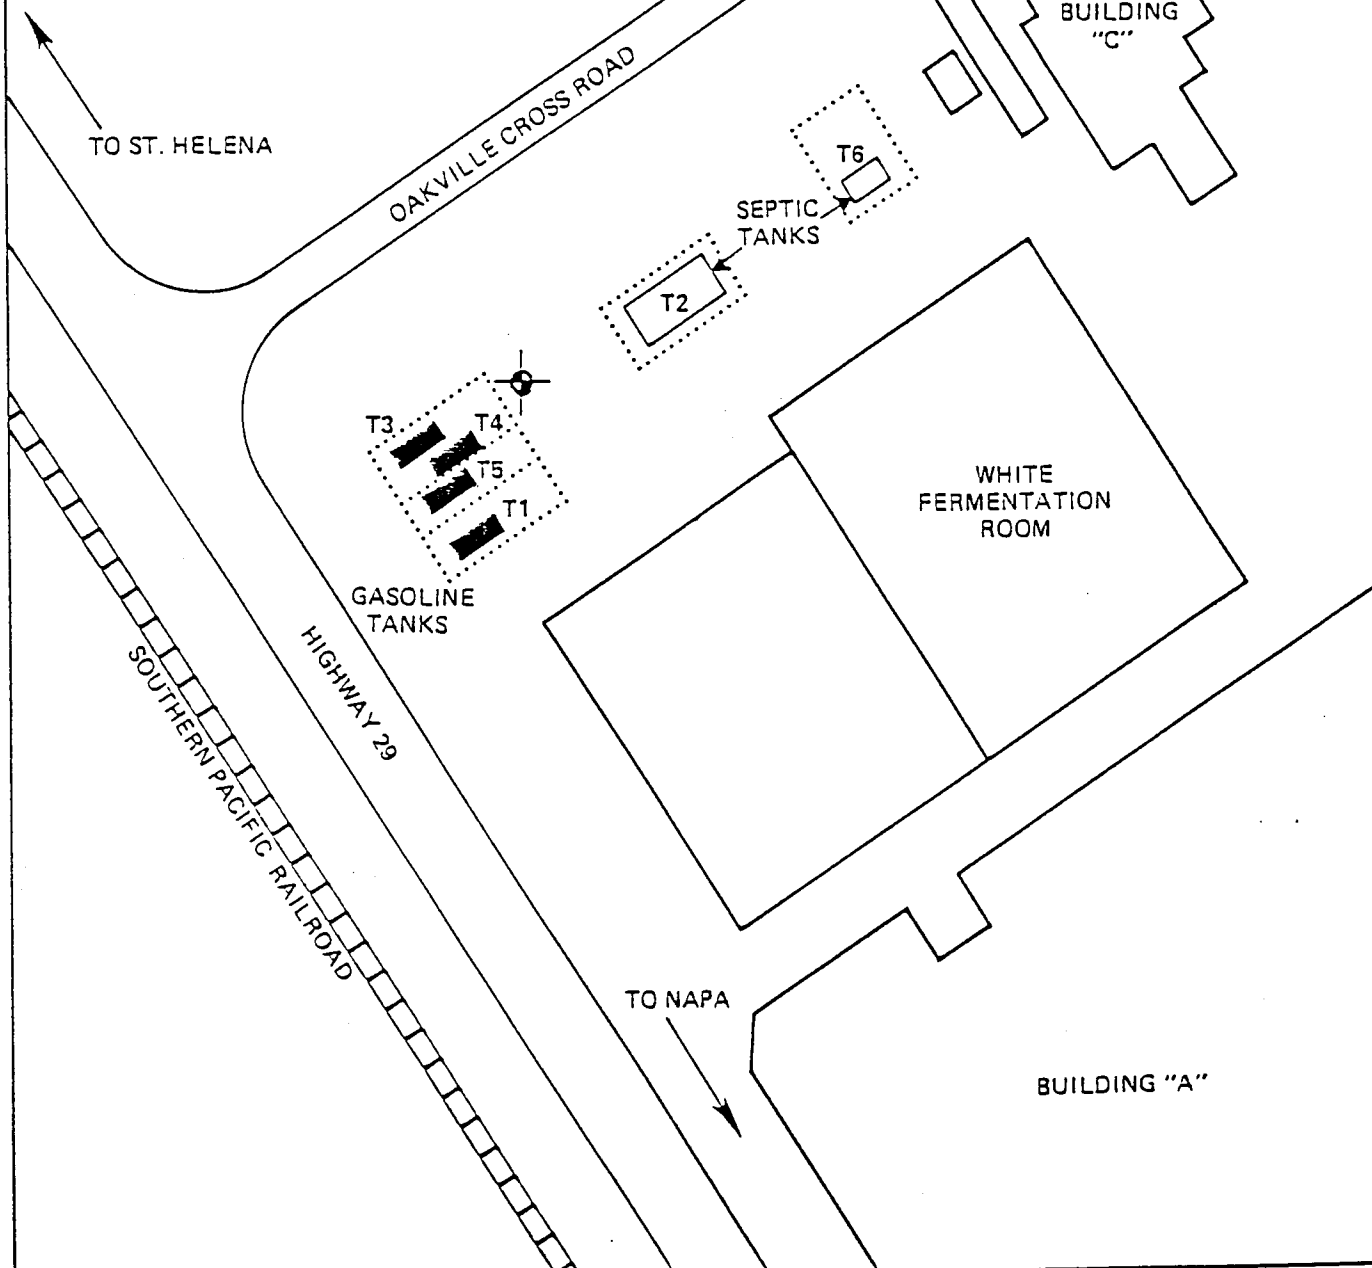 BUILDING
"C"
TO ST. HELENA
OAKVILLE CROSS ROAD
T6
SEPTIC
TANKS
T2
T3
T4
T5
T1
GASOLINE
TANKS
WHITE
FERMENTATION
ROOM
HIGHWAY 29
SOUTHERN PACIFIC RAILROAD
TO NAPA
BUILDING "A"